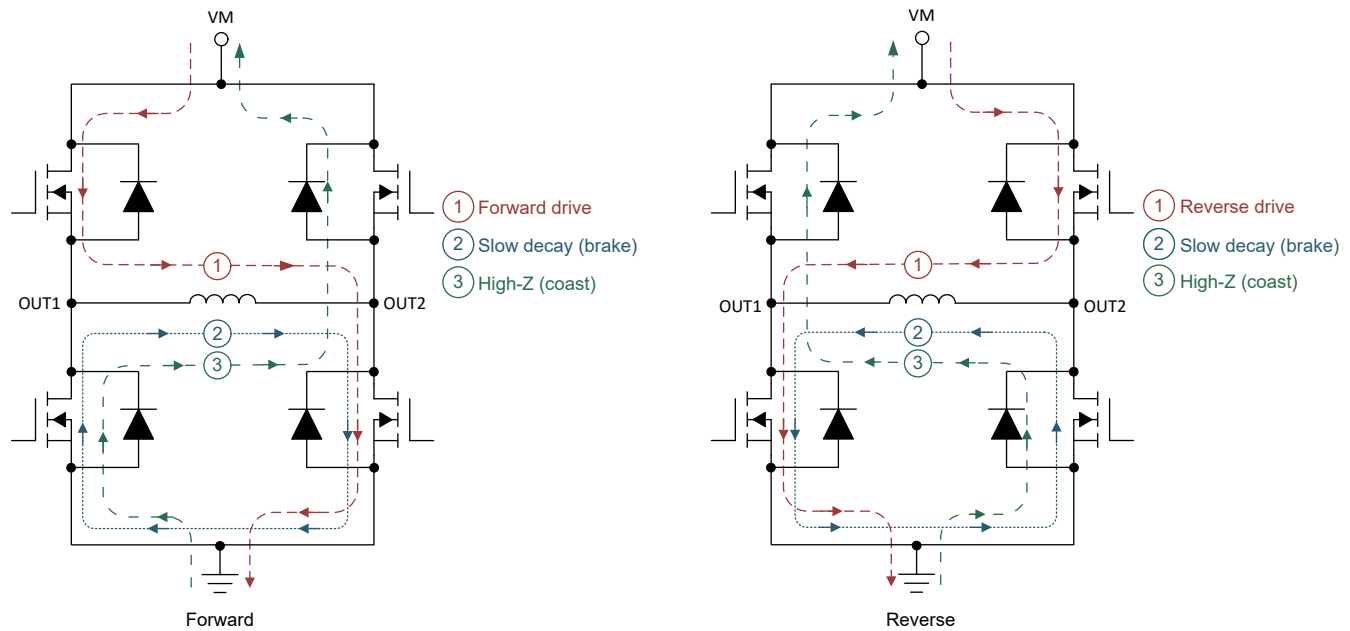 VM
1 Forward drive
2 Slow decay (brake)
3 High-Z (coast)
1
OUT1
OUT2
2
3
Forward
VM
1 Reverse drive
2 Slow decay (brake)
3 High-Z (coast)
1
OUT1
OUT2
2
3
Reverse